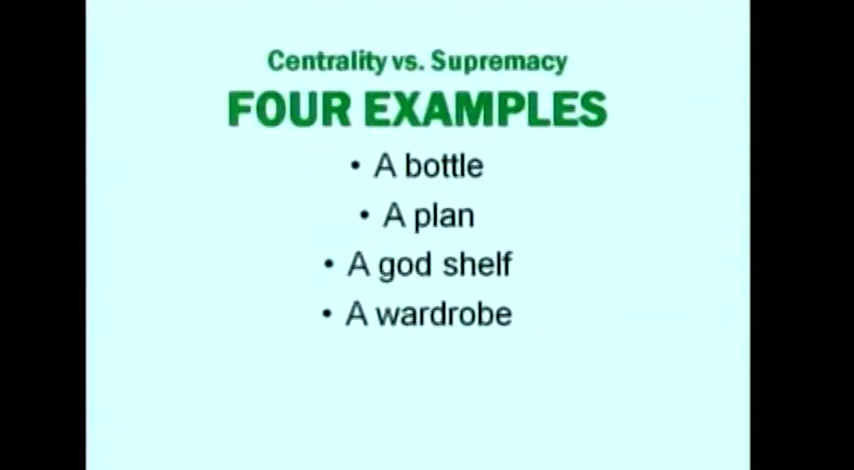 Centrality vs. Supremacy
FOUR EXAMPLES
• A bottle
• A plan
• A god shelf
• A wardrobe